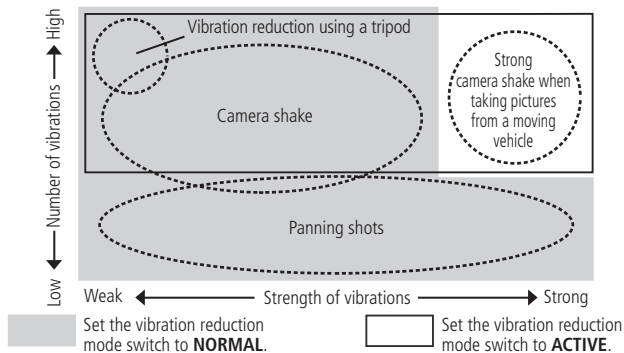 High
Number of vibrations
Low
Vibration reduction using a tripod
Camera shake
Strong
camera shake when
taking pictures
from a moving
vehicle
Panning shots
Weak
Strength of vibrations
Strong
Set the vibration reduction
mode switch to NORMAL.
Set the vibration reduction
mode switch to ACTIVE.